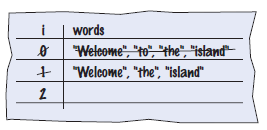 i words
0 "Welcome", "to", "the", "island"
1 "Welcome", "the", "island"
2